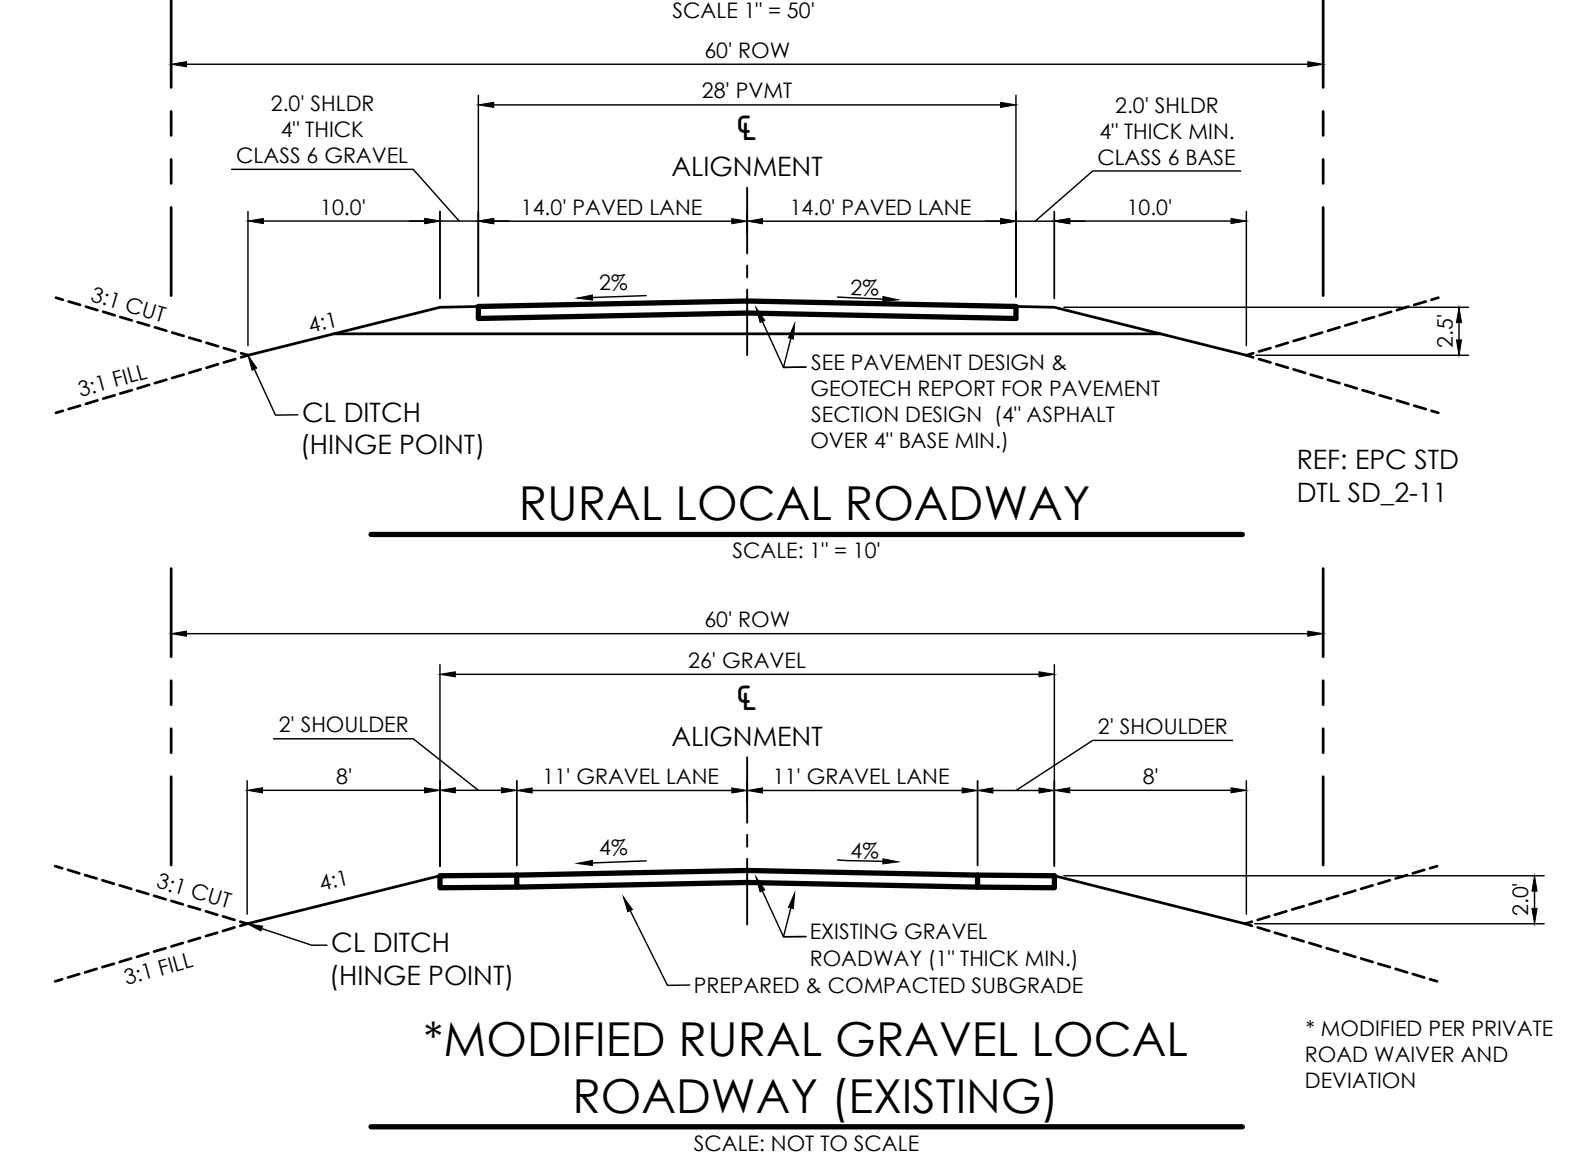 SCALE 1" = 50'
60' ROW
28' PVMT
2.0' SHLDR
4" THICK
CLASS 6 GRAVEL
℄
ALIGNMENT
2.0' SHLDR
4" THICK MIN.
CLASS 6 BASE
10.0'
14.0' PAVED LANE
14.0' PAVED LANE
10.0'
3:1 CUT
4:1
2%
2%
2.5'
3:1 FILL
CL DITCH
(HINGE POINT)
SEE PAVEMENT DESIGN &
GEOTECH REPORT FOR PAVEMENT
SECTION DESIGN (4" ASPHALT
OVER 4" BASE MIN.)
REF: EPC STD
DTL SD_2-11
RURAL LOCAL ROADWAY
SCALE: 1" = 10'
60' ROW
26' GRAVEL
℄
ALIGNMENT
2' SHOULDER
2' SHOULDER
8'
11' GRAVEL LANE
11' GRAVEL LANE
8'
3:1 CUT
4:1
4%
4%
2.0'
3:1 FILL
CL DITCH
(HINGE POINT)
EXISTING GRAVEL
ROADWAY (1" THICK MIN.)
PREPARED & COMPACTED SUBGRADE
*MODIFIED RURAL GRAVEL LOCAL
ROADWAY (EXISTING)
SCALE: NOT TO SCALE
* MODIFIED PER PRIVATE
ROAD WAIVER AND
DEVIATION